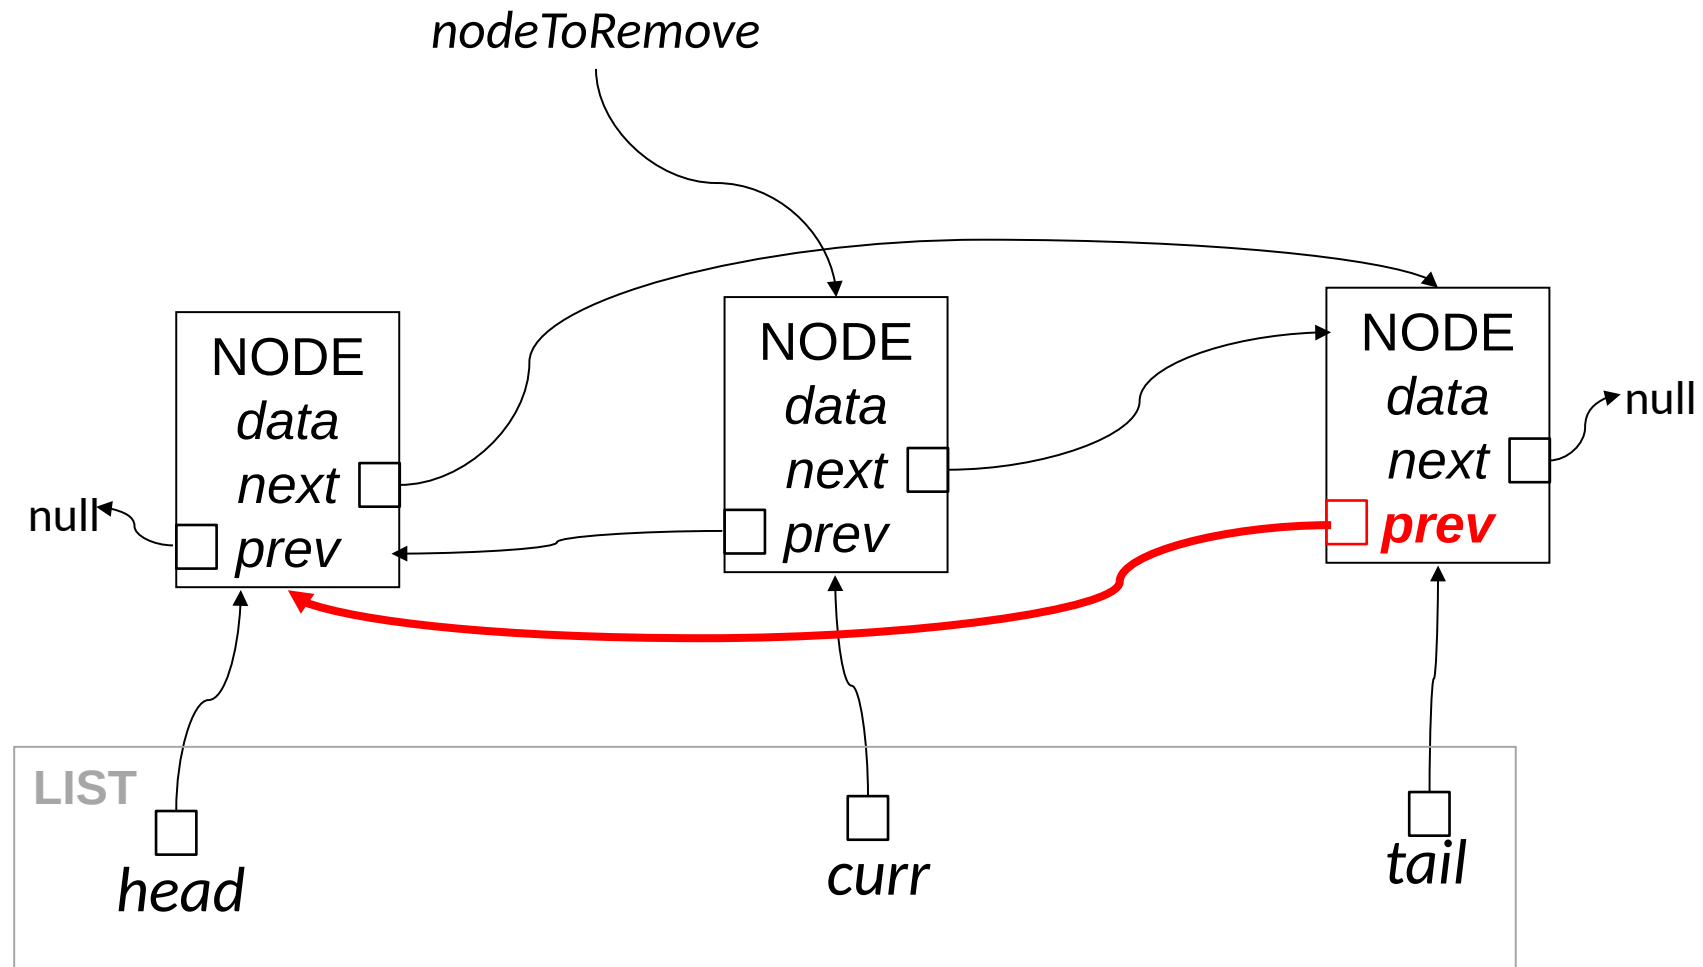 nodeToRemove
NODE
data
next
prev
NODE
data
next
prev
NODE
data
next
prev
null
null
LIST
head
curr
tail